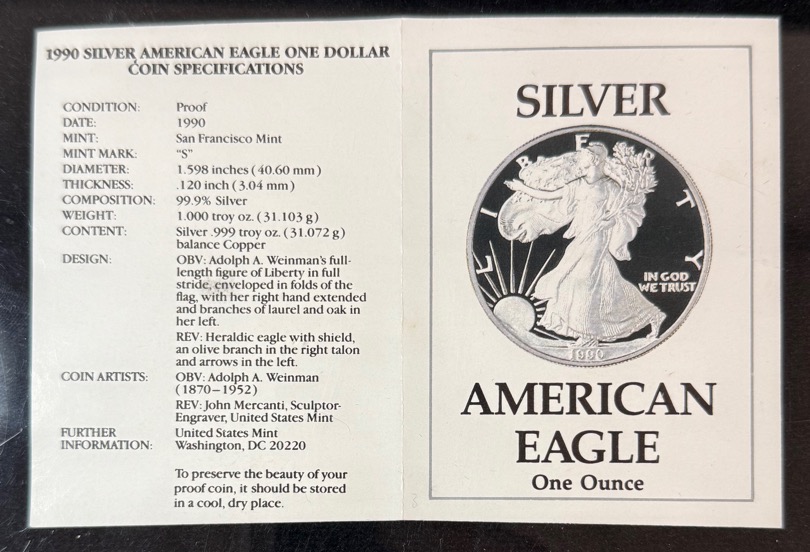 1990 SILVER AMERICAN EAGLE ONE DOLLAR
COIN SPECIFICATIONS
CONDITION: Proof
DATE: 1990
MINT: San Francisco Mint
MINT MARK: "S"
DIAMETER: 1.598 inches (40.60 mm)
THICKNESS: .120 inch (3.04 mm)
COMPOSITION: 99.9% Silver
WEIGHT: 1.000 troy oz. (31.103 g)
CONTENT: Silver .999 troy oz. (31.072 g)
balance Copper
DESIGN: OBV: Adolph A. Weinman's full-
length figure of Liberty in full
stride, enveloped in folds of the
flag, with her right hand extended
and branches of laurel and oak in
her left.
REV: Heraldic eagle with shield,
an olive branch in the right talon
and arrows in the left.
COIN ARTISTS: OBV: Adolph A. Weinman
(1870–1952)
REV: John Mercanti, Sculptor-
Engraver, United States Mint
FURTHER United States Mint
INFORMATION: Washington, DC 20220
To preserve the beauty of your
proof coin, it should be stored
in a cool, dry place.
SILVER
LIBERTY
IN GOD
WE TRUST
1990
AMERICAN
EAGLE
One Ounce